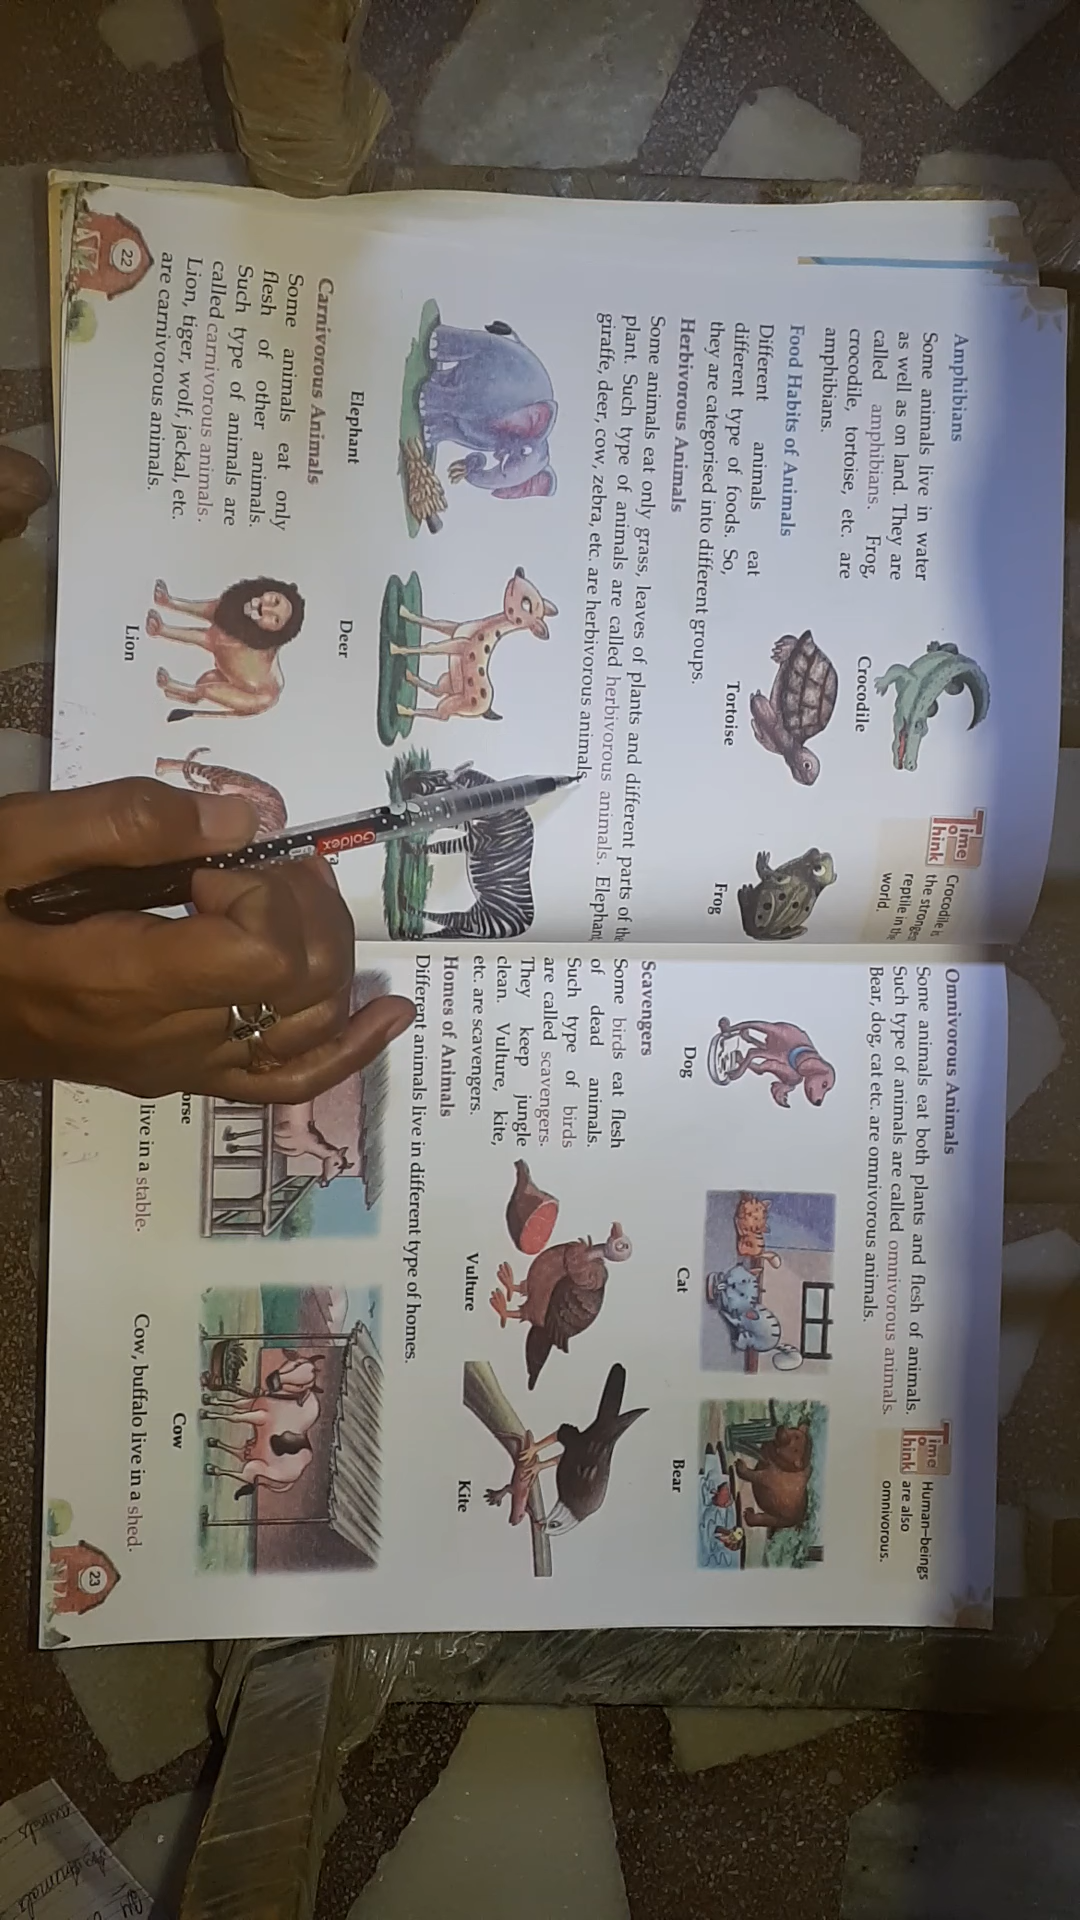 Amphibians
Some animals live in water
as well as on land. They are
called amphibians. Frog,
crocodile, tortoise, etc. are
amphibians.
Crocodile
Time To Think
Crocodile is
the strongest
reptile in the
world.
Food Habits of Animals
Different animals eat
different type of foods. So,
they are categorised into different groups.
Tortoise
Frog
Herbivorous Animals
Some animals eat only grass, leaves of plants and different parts of the
plant. Such type of animals are called herbivorous animals. Elephant,
giraffe, deer, cow, zebra, etc. are herbivorous animals.
Elephant
Deer
Carnivorous Animals
Some animals eat only
flesh of other animals.
Such type of animals are
called carnivorous animals.
Lion, tiger, wolf, jackal, etc.
are carnivorous animals.
Lion
22
Goldex
Omnivorous Animals
Some animals eat both plants and flesh of animals.
Such type of animals are called omnivorous animals.
Bear, dog, cat etc. are omnivorous animals.
Time To Think
Human-beings
are also
omnivorous.
Dog
Cat
Bear
Scavengers
Some birds eat flesh
of dead animals.
Such type of birds
are called scavengers.
They keep jungle
clean. Vulture, kite,
etc. are scavengers.
Vulture
Kite
Homes of Animals
Different animals live in different type of homes.
Cow
live in a stable.
Cow, buffalo live in a shed.
23